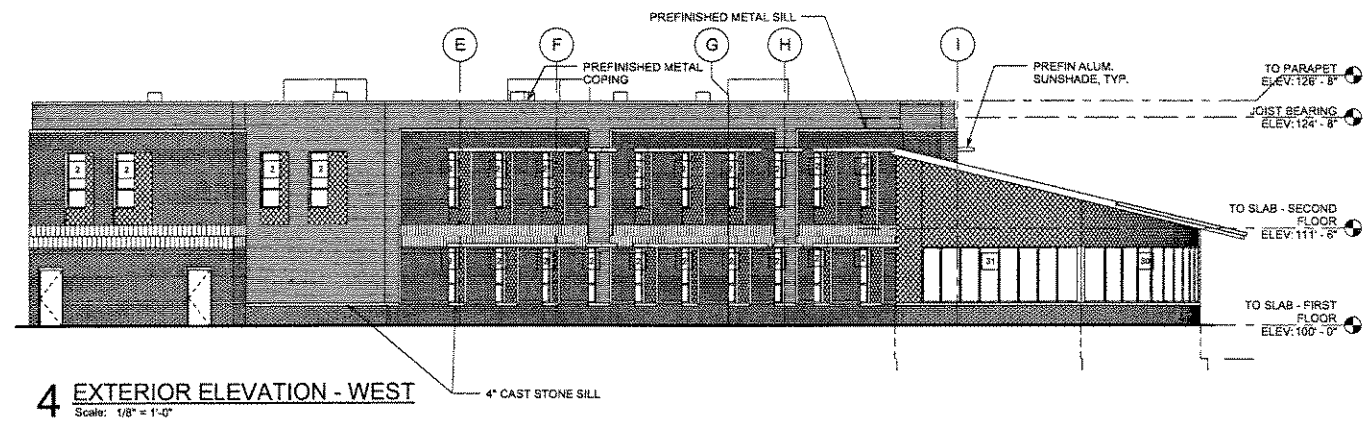 PREFINISHED METAL SILL
E
F
G
H
I
PREFINISHED METAL
COPING
PREFIN ALUM.
SUNSHADE, TYP.
TO PARAPET
ELEV: 126' - 8"
JOIST BEARING
ELEV: 124' - 8"
2
2
2
2
TO SLAB - SECOND
FLOOR
ELEV: 111' - 6"
31
30
TO SLAB - FIRST
FLOOR
ELEV: 100' - 0"
4" CAST STONE SILL
4 EXTERIOR ELEVATION - WEST
Scale: 1/8" = 1'-0"